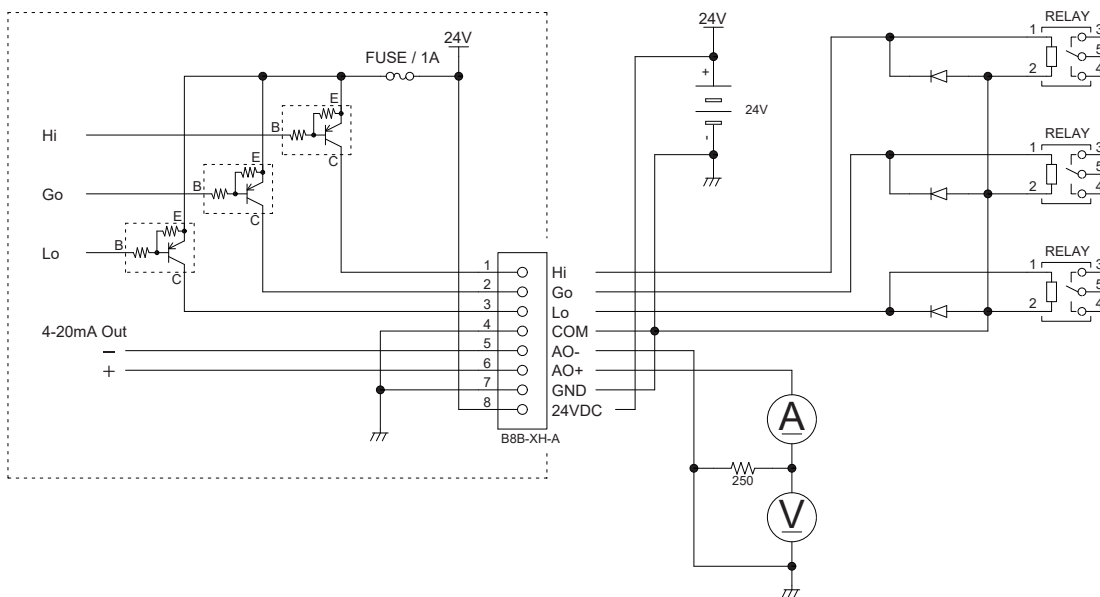 24V
FUSE / 1A
E
B
C
Hi
E
B
C
Go
E
B
C
Lo
4-20mA Out
−
+
1
2
3
4
5
6
7
8
Hi
Go
Lo
COM
AO-
AO+
GND
24VDC
B8B-XH-A
24V
+
24V
-
RELAY
1
2
3
5
4
RELAY
1
2
3
5
4
RELAY
1
2
3
5
4
A
250
V